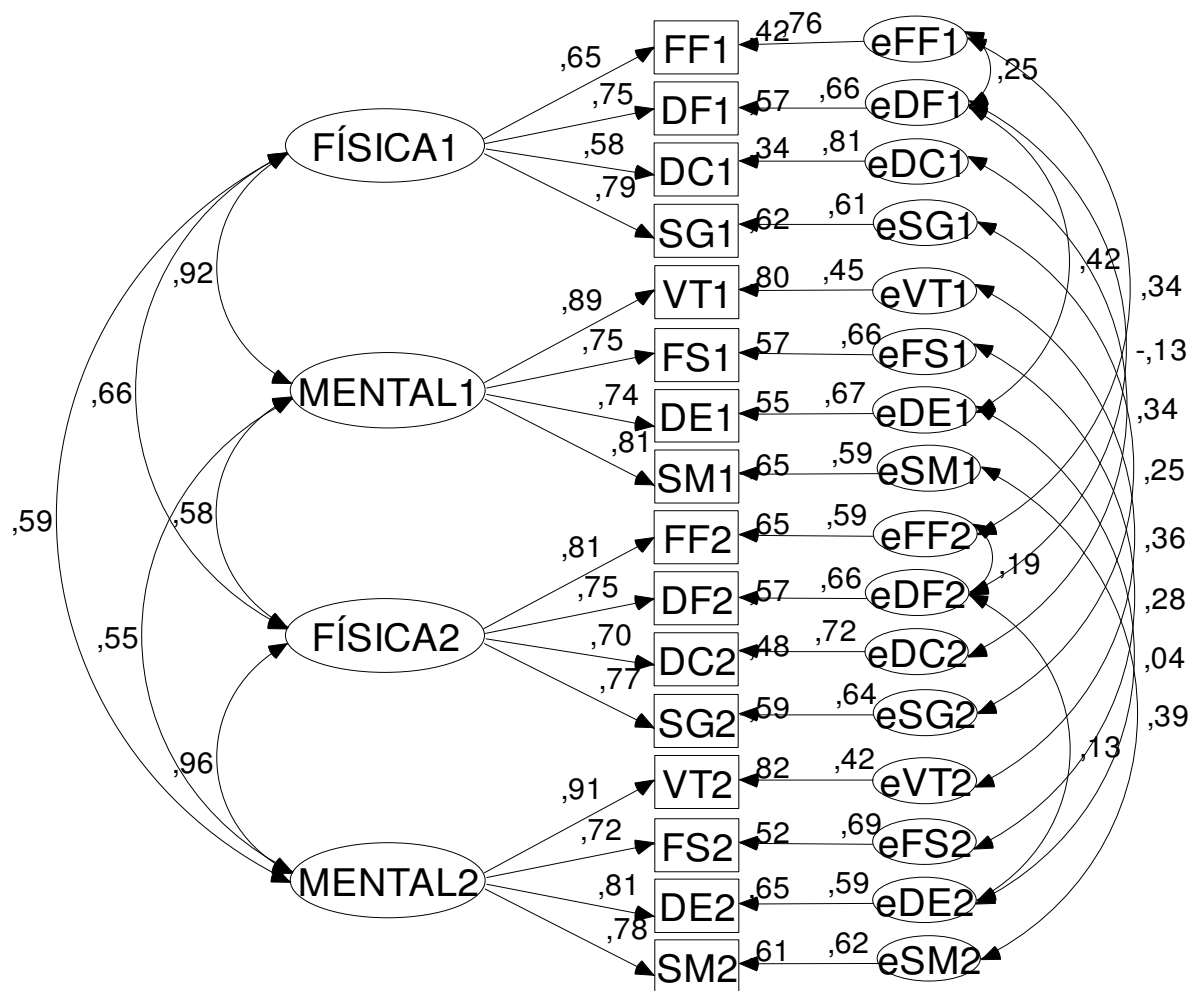 ,65 FF1 ,42 ,76 eFF1
,25
FÍSICA1 ,75 DF1 ,57 ,66 eDF1
,58 DC1 ,34 ,81 eDC1
,79 SG1 ,62 ,61 eSG1
,92 ,42
,89 VT1 ,80 ,45 eVT1 ,34
,75 FS1 ,57 ,66 eFS1 -,13
,66 MENTAL1 ,74 DE1 ,55 ,67 eDE1 ,34
,81 SM1 ,65 ,59 eSM1 ,25
,59 ,58 ,81 FF2 ,65 ,59 eFF2 ,36
,19
,55 FÍSICA2 ,75 DF2 ,57 ,66 eDF2 ,28
,70 DC2 ,48 ,72 eDC2 ,04
,77 SG2 ,59 ,64 eSG2 ,39
,96 ,13
,91 VT2 ,82 ,42 eVT2
,72 FS2 ,52 ,69 eFS2
MENTAL2 ,81 DE2 ,65 ,59 eDE2
,78 SM2 ,61 ,62 eSM2